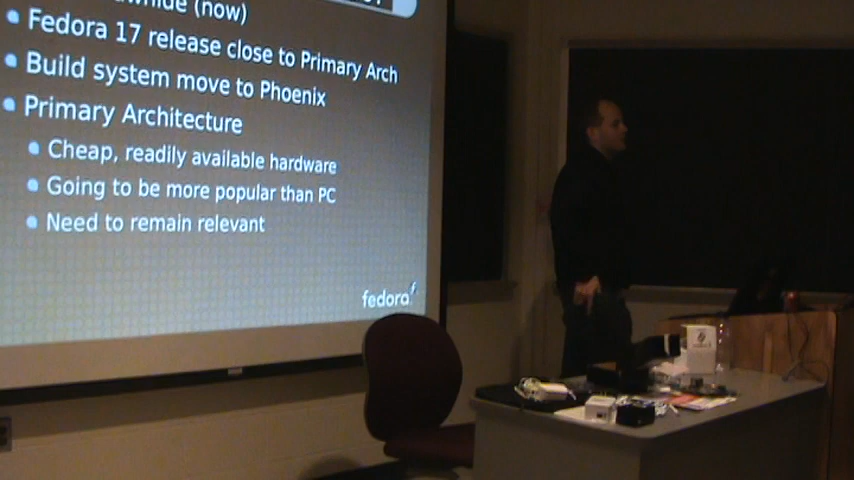 (now)
Fedora 17 release close to Primary Arch
Build system move to Phoenix
Primary Architecture
Cheap, readily available hardware
Going to be more popular than PC
Need to remain relevant
fedora